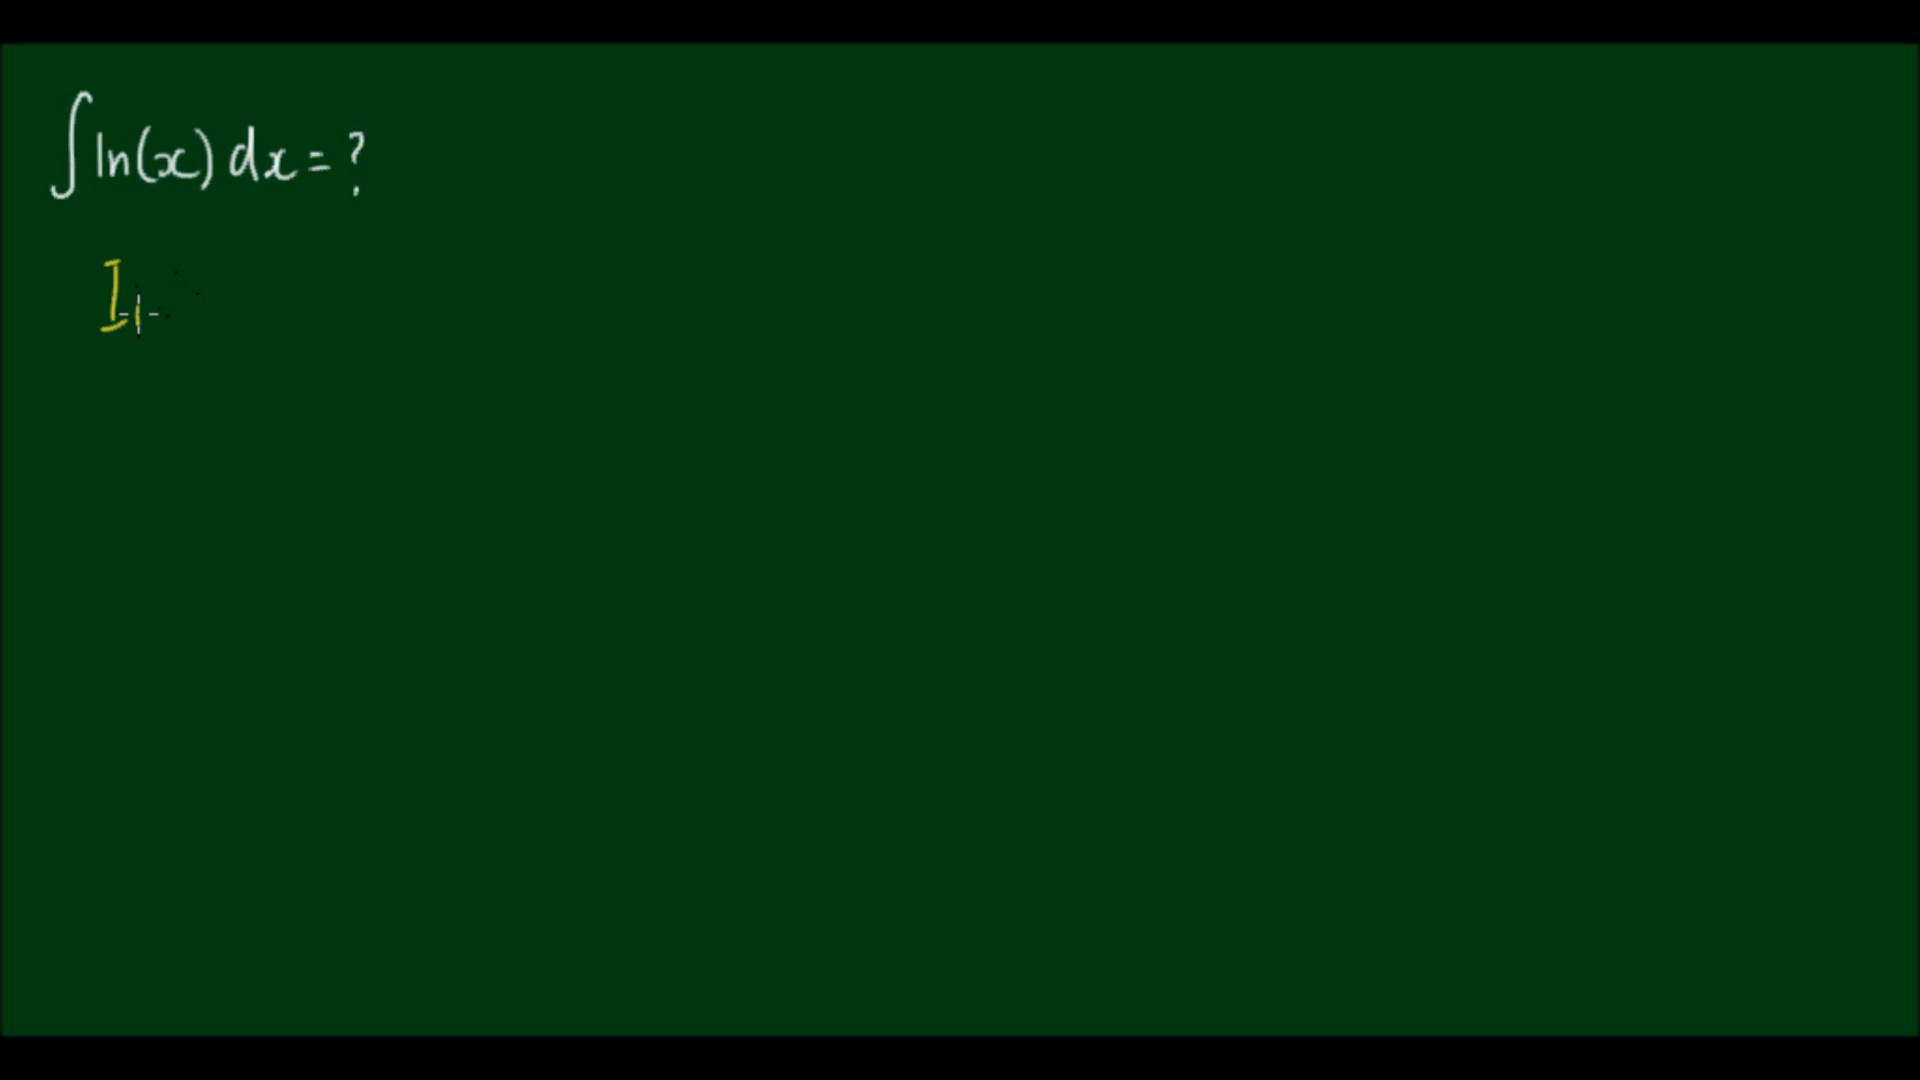 ∫ln(x) dx = ?
I